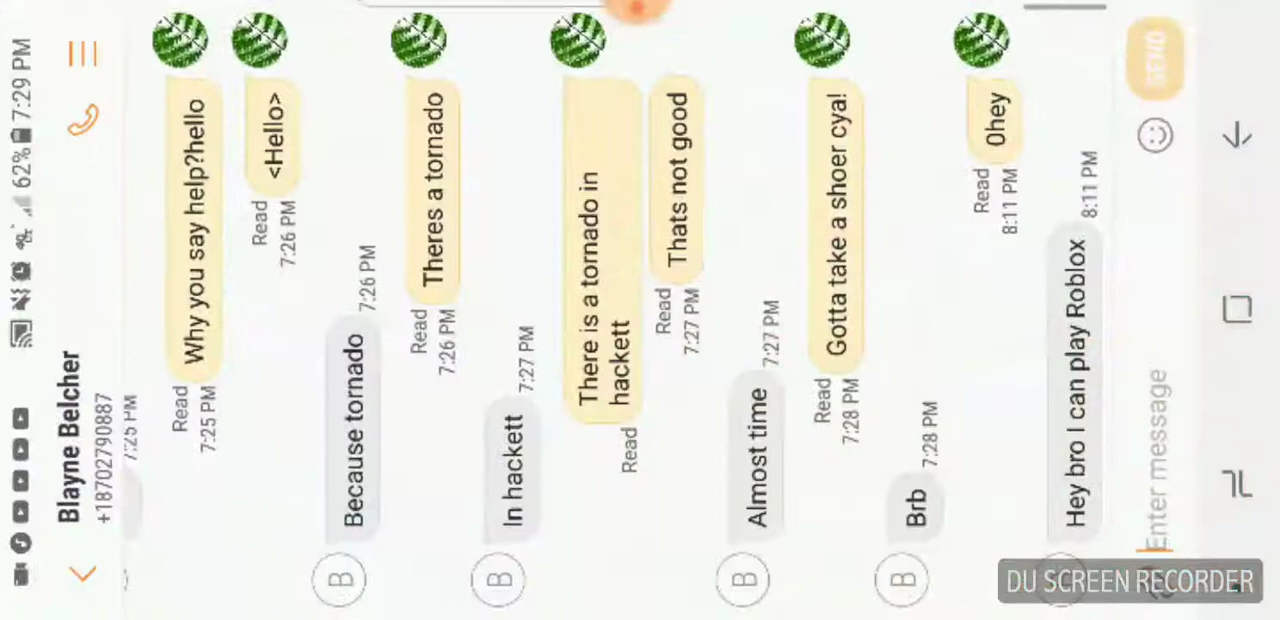 62% 7:29 PM
Blayne Belcher
+18702790887
7:25 PM
Why you say help?hello
Read
7:25 PM
<Hello>
Read
7:26 PM
B
Because tornado
7:26 PM
Theres a tornado
Read
7:26 PM
B
In hackett
7:27 PM
There is a tornado in
hackett
Read
Thats not good
Read
7:27 PM
B
Almost time
7:27 PM
Gotta take a shoer cya!
Read
7:28 PM
B
Brb
7:28 PM
Ohey
Read
8:11 PM
Hey bro I can play Roblox
8:11 PM
Enter message
SEND
DU SCREEN RECORDER